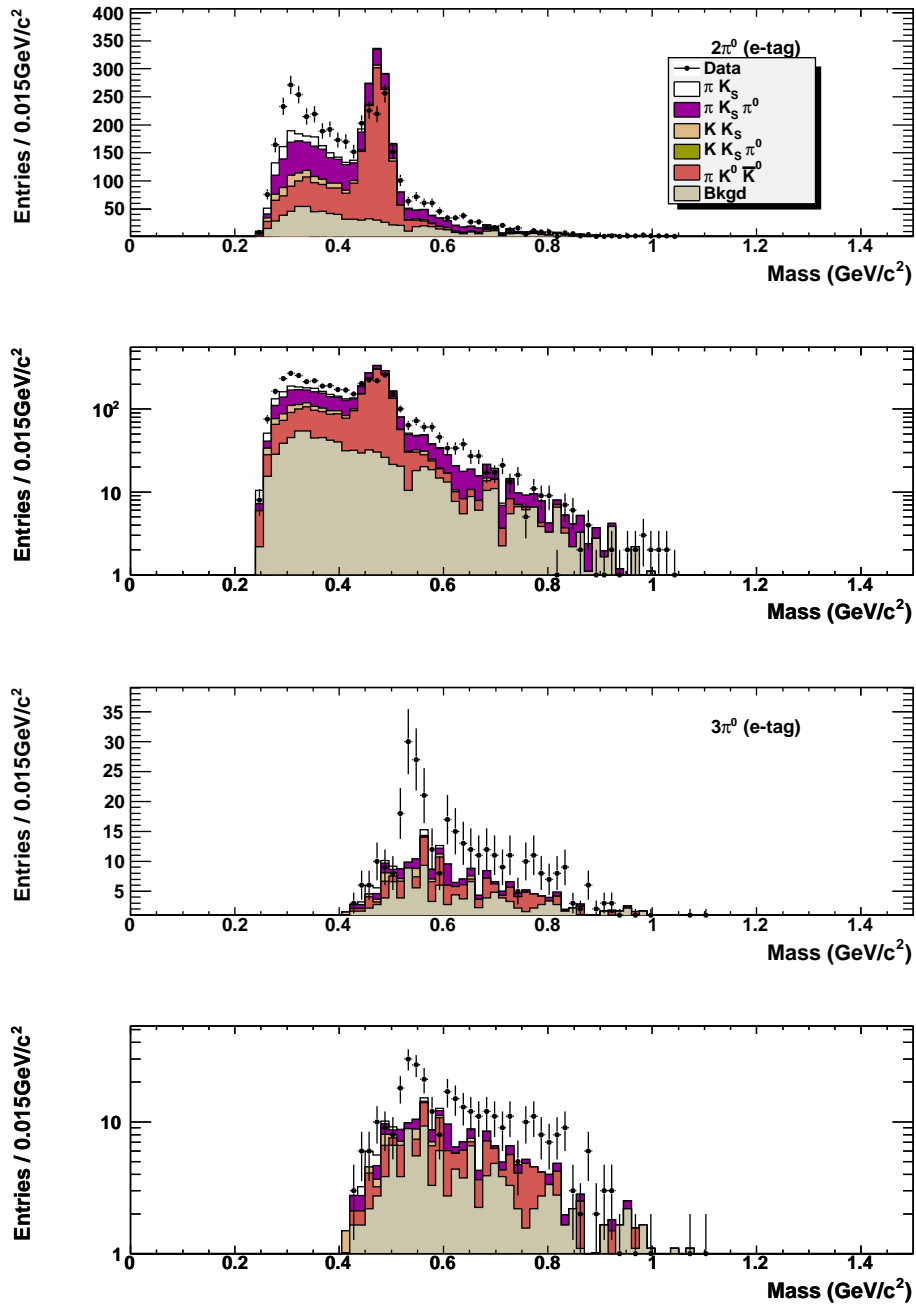 Entries / 0.015GeV/c²
400
350
300
250
200
150
100
50
2π⁰ (e-tag)
Data
π K_S
π K_S π⁰
K K_S
K K_S π⁰
π K⁰ K̅⁰
Bkgd
0 0.2 0.4 0.6 0.8 1 1.2 1.4
Mass (GeV/c²)
Entries / 0.015GeV/c²
10²
10
1
0 0.2 0.4 0.6 0.8 1 1.2 1.4
Mass (GeV/c²)
Entries / 0.015GeV/c²
35
30
25
20
15
10
5
3π⁰ (e-tag)
0 0.2 0.4 0.6 0.8 1 1.2 1.4
Mass (GeV/c²)
Entries / 0.015GeV/c²
10
1
0 0.2 0.4 0.6 0.8 1 1.2 1.4
Mass (GeV/c²)